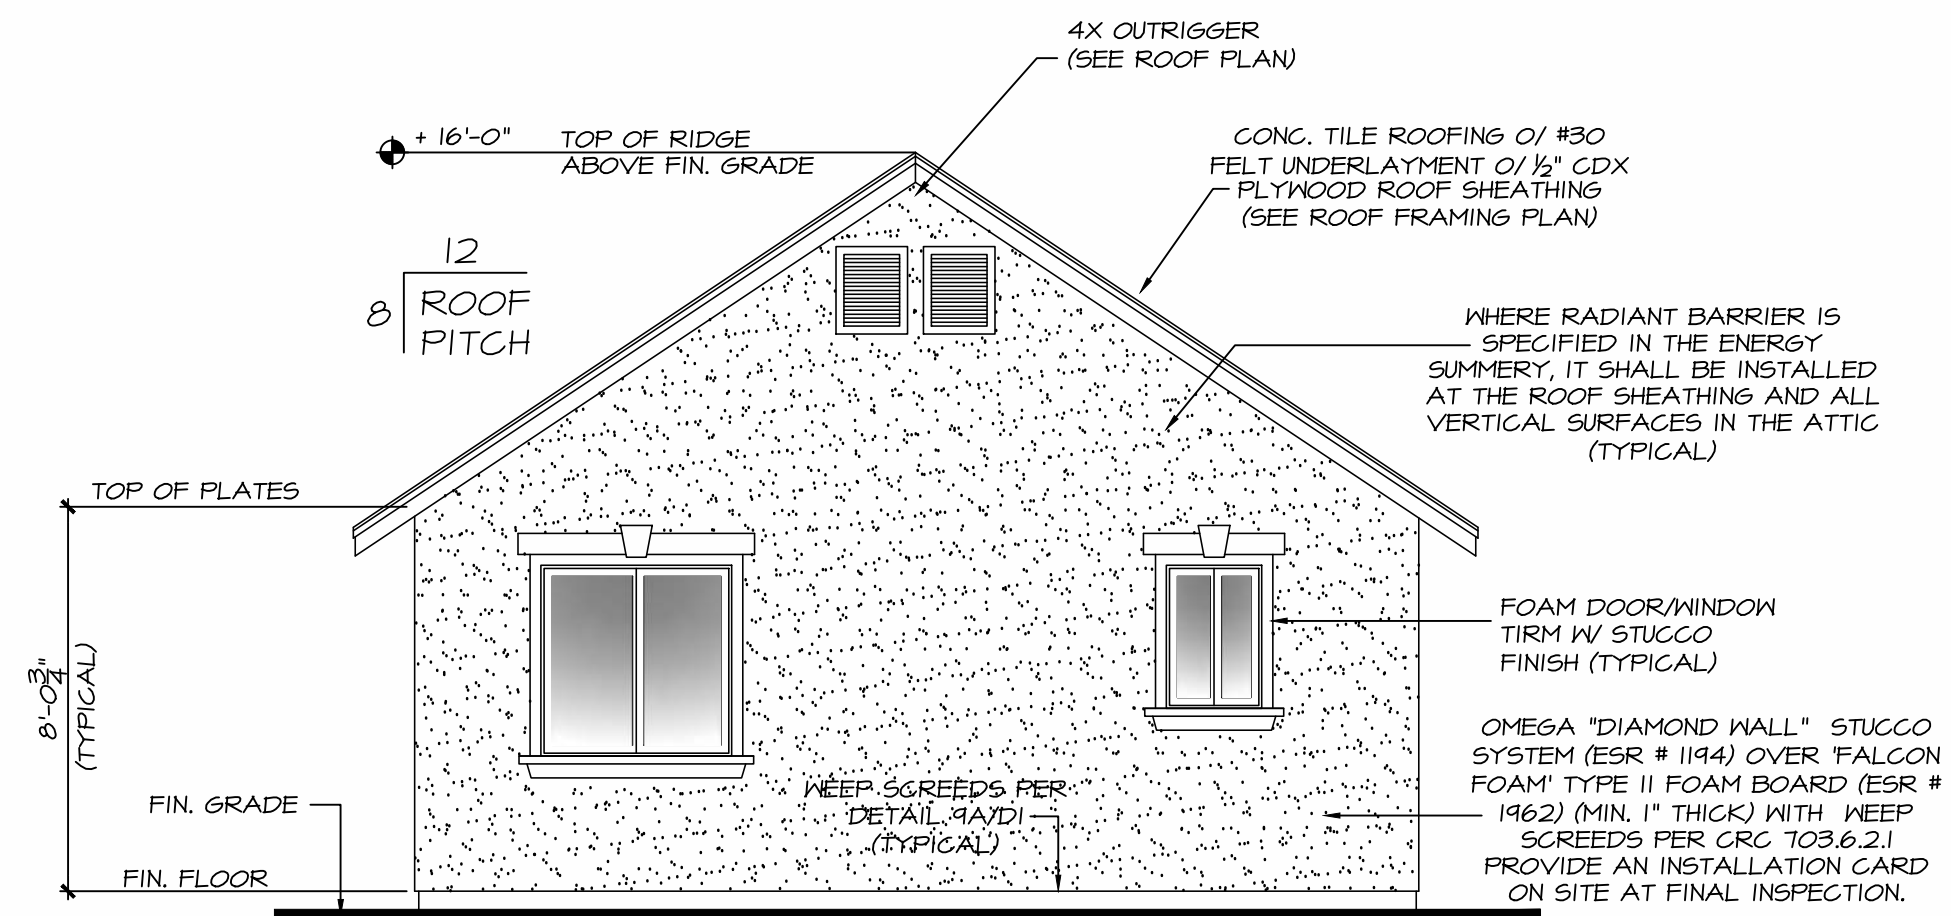 4X OUTRIGGER
(SEE ROOF PLAN)
+ 16'-0"
TOP OF RIDGE
ABOVE FIN. GRADE
CONC. TILE ROOFING O/ #30
FELT UNDERLAYMENT O/ ½" CDX
PLYWOOD ROOF SHEATHING
(SEE ROOF FRAMING PLAN)
12
8
ROOF
PITCH
WHERE RADIANT BARRIER IS
SPECIFIED IN THE ENERGY
SUMMERY, IT SHALL BE INSTALLED
AT THE ROOF SHEATHING AND ALL
VERTICAL SURFACES IN THE ATTIC
(TYPICAL)
TOP OF PLATES
8'-0¾"
(TYPICAL)
FOAM DOOR/WINDOW
TIRM W/ STUCCO
FINISH (TYPICAL)
OMEGA "DIAMOND WALL" STUCCO
SYSTEM (ESR # 1194) OVER 'FALCON
FOAM' TYPE 11 FOAM BOARD (ESR #
1962) (MIN. 1" THICK) WITH WEEP
SCREEDS PER CRC 703.6.2.1
PROVIDE AN INSTALLATION CARD
ON SITE AT FINAL INSPECTION.
WEEP SCREEDS PER
DETAIL 9A/D1
(TYPICAL)
FIN. GRADE
FIN. FLOOR